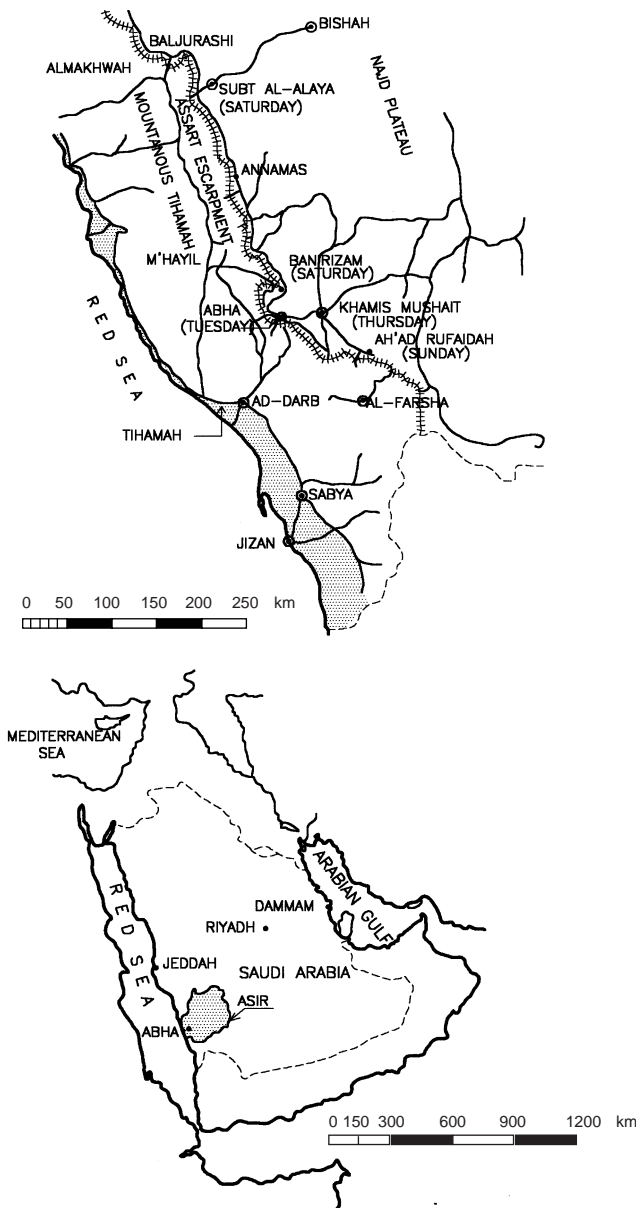 BISHAH
BALJURASHI
ALMAKHWAH
SUBT AL-ALAYA
(SATURDAY)
NAJD PLATEAU
MOUNTANOUS TIHAMAH
ASSART ESCARPMENT
ANNAMAS
M'HAYIL
BANIRIZAM
(SATURDAY)
RED SEA
ABHA
(TUESDAY)
KHAMIS MUSHAIT
(THURSDAY)
AH'AD RUFAIDAH
(SUNDAY)
AD-DARB
AL-FARSHA
TIHAMAH
SABYA
JIZAN
0 50 100 150 200 250 km
MEDITERRANEAN
SEA
ARABIAN GULF
RED SEA
DAMMAM
RIYADH
JEDDAH
SAUDI ARABIA
ASIR
ABHA
0 150 300 600 900 1200 km